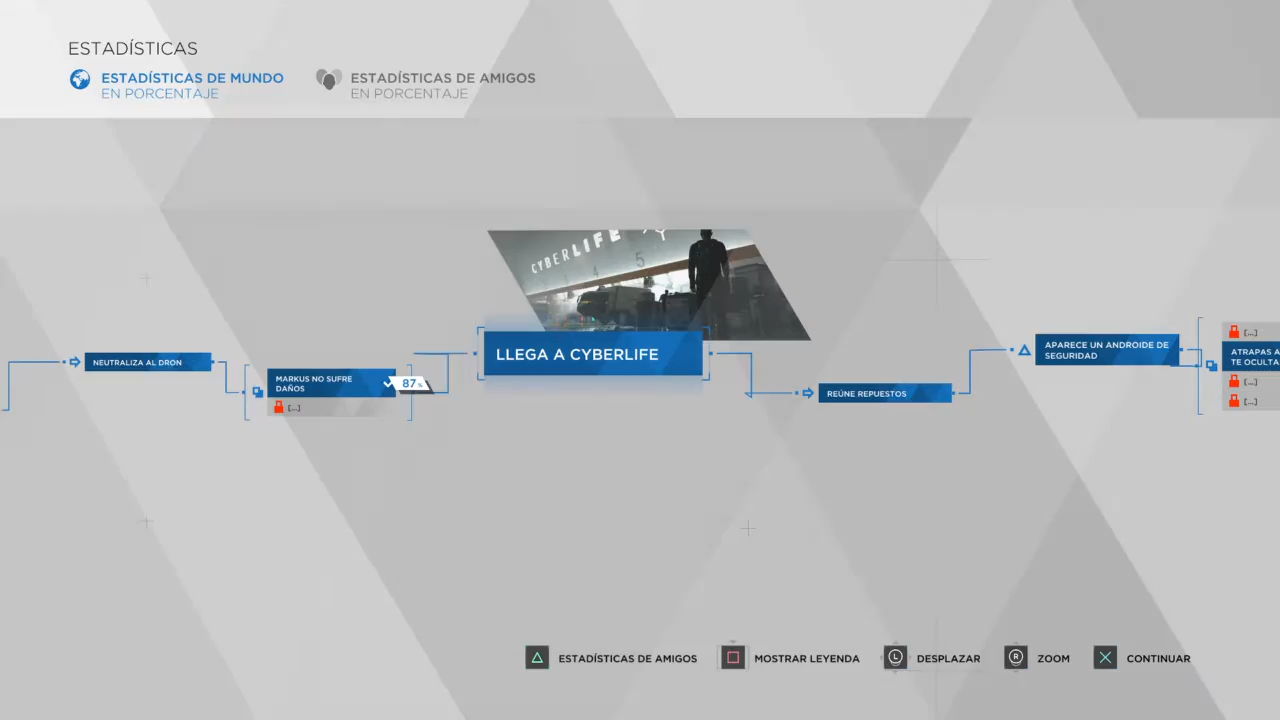 ESTADÍSTICAS
ESTADÍSTICAS DE MUNDO
EN PORCENTAJE
ESTADÍSTICAS DE AMIGOS
EN PORCENTAJE
NEUTRALIZA AL DRON
MARKUS NO SUFRE
DAÑOS
87%
[...]
CYBERLIFE
4
5
LLEGA A CYBERLIFE
REÚNE REPUESTOS
APARECE UN ANDROIDE DE
SEGURIDAD
[...]
ATRAPAS A
TE OCULTA
[...]
[...]
ESTADÍSTICAS DE AMIGOS
MOSTRAR LEYENDA
L
DESPLAZAR
R
ZOOM
CONTINUAR